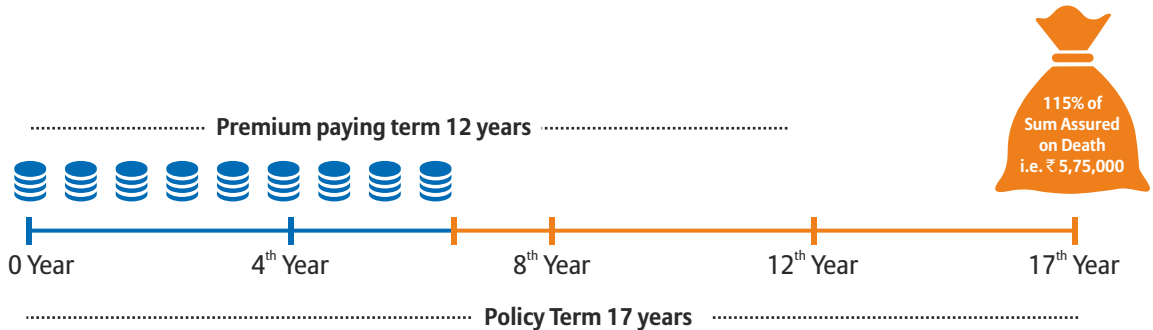 115% of
Sum Assured
on Death
i.e. ₹ 5,75,000
Premium paying term 12 years
0 Year
4th Year
8th Year
12th Year
17th Year
Policy Term 17 years